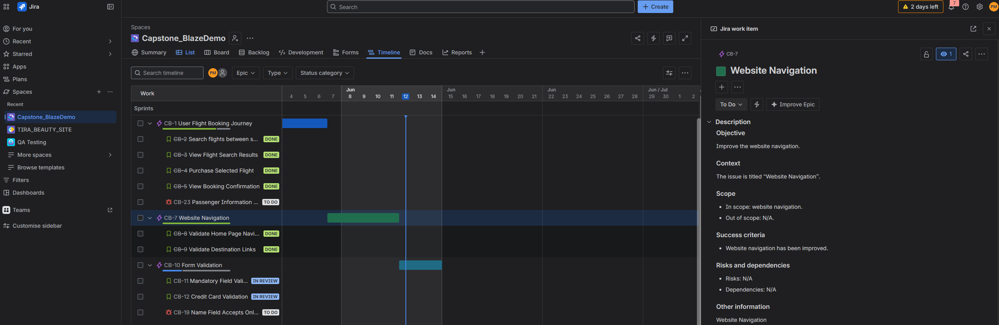 Jira
Search
Create
2 days left
7
PM
For you
Recent
Starred
Apps
Plans
Spaces
Recent
Capstone_BlazeDemo
TIRA_BEAUTY_SITE
QA Testing
More spaces
Browse templates
Filters
Dashboards
Teams
Customise sidebar
Spaces
Capstone_BlazeDemo
Summary List Board Backlog Development Forms Timeline Docs Reports
Search timeline PM Epic Type Status category
Work
Jun Jun Jun Jun / Jul
4 5 6 7 8 9 10 11 12 13 14 15 16 17 18 19 20 21 22 23 24 25 26 27 28 29 30 1 2
Sprints
CB-1 User Flight Booking Journey
CB-2 Search flights between s... DONE
CB-3 View Flight Search Results DONE
CB-4 Purchase Selected Flight DONE
CB-5 View Booking Confirmation DONE
CB-23 Passenger Information ... TO DO
CB-7 Website Navigation
CB-8 Validate Home Page Navi... DONE
CB-9 Validate Destination Links DONE
CB-10 Form Validation
CB-11 Mandatory Field Vali... IN REVIEW
CB-12 Credit Card Validation IN REVIEW
CB-19 Name Field Accepts Onl... TO DO
Jira work item
CB-7
1
Website Navigation
To Do
Improve Epic
Description
Objective
Improve the website navigation.
Context
The issue is titled “Website Navigation”.
Scope
• In scope: website navigation.
• Out of scope: N/A.
Success criteria
• Website navigation has been improved.
Risks and dependencies
• Risks: N/A
• Dependencies: N/A
Other information
Website Navigation